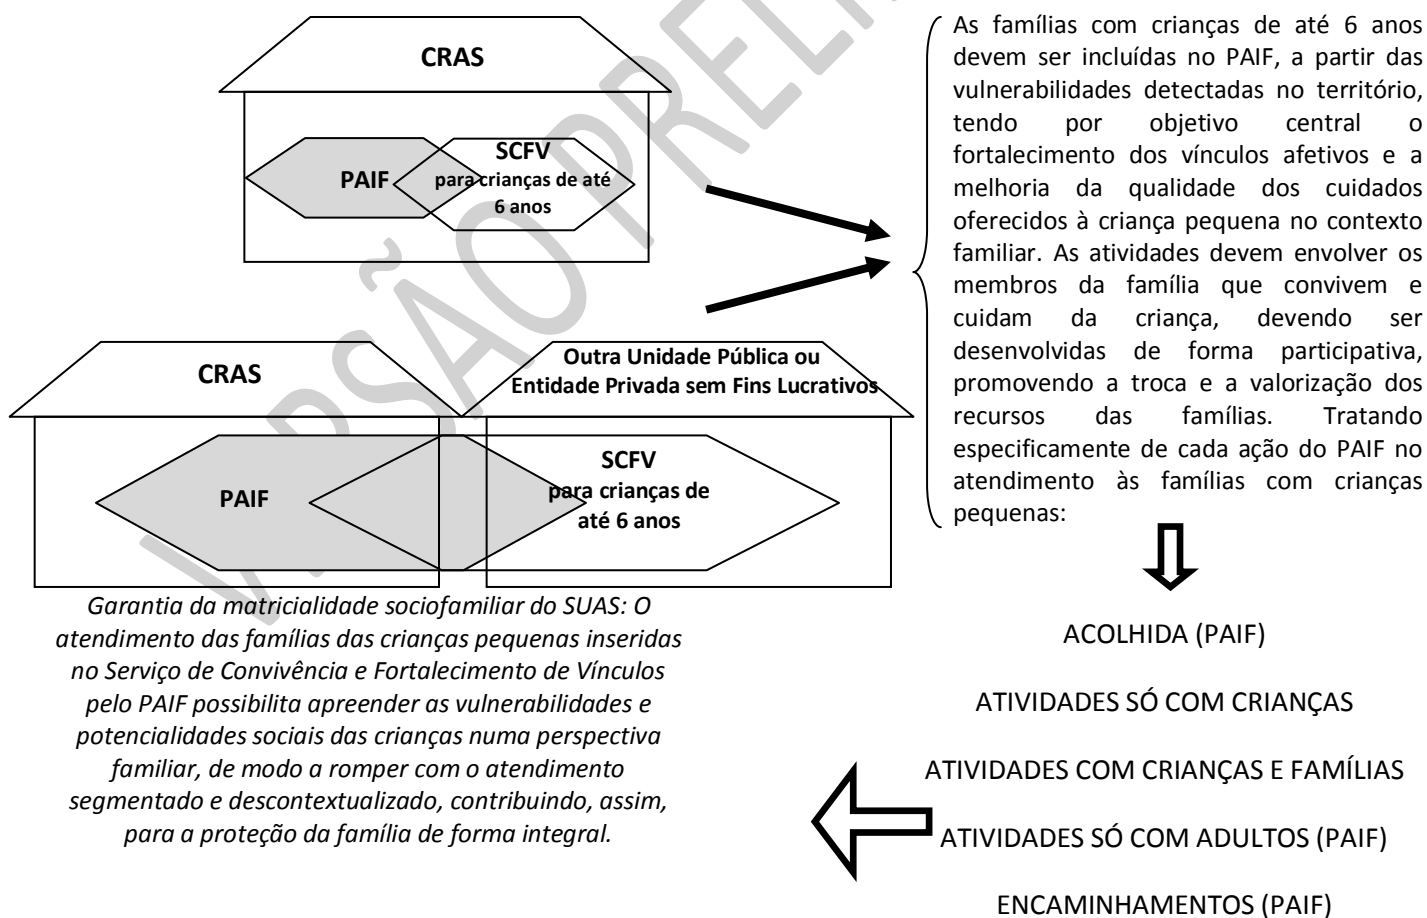 CRAS
PAIF
SCFV
para crianças de até
6 anos
CRAS
Outra Unidade Pública ou
Entidade Privada sem Fins Lucrativos
PAIF
SCFV
para crianças de
até 6 anos
Garantia da matricialidade sociofamiliar do SUAS: O
atendimento das famílias das crianças pequenas inseridas
no Serviço de Convivência e Fortalecimento de Vínculos
pelo PAIF possibilita apreender as vulnerabilidades e
potencialidades sociais das crianças numa perspectiva
familiar, de modo a romper com o atendimento
segmentado e descontextualizado, contribuindo, assim,
para a proteção da família de forma integral.
As famílias com crianças de até 6 anos
devem ser incluídas no PAIF, a partir das
vulnerabilidades detectadas no território,
tendo por objetivo central o
fortalecimento dos vínculos afetivos e a
melhoria da qualidade dos cuidados
oferecidos à criança pequena no contexto
familiar. As atividades devem envolver os
membros da família que convivem e
cuidam da criança, devendo ser
desenvolvidas de forma participativa,
promovendo a troca e a valorização dos
recursos das famílias. Tratando
especificamente de cada ação do PAIF no
atendimento às famílias com crianças
pequenas:
ACOLHIDA (PAIF)
ATIVIDADES SÓ COM CRIANÇAS
ATIVIDADES COM CRIANÇAS E FAMÍLIAS
ATIVIDADES SÓ COM ADULTOS (PAIF)
ENCAMINHAMENTOS (PAIF)